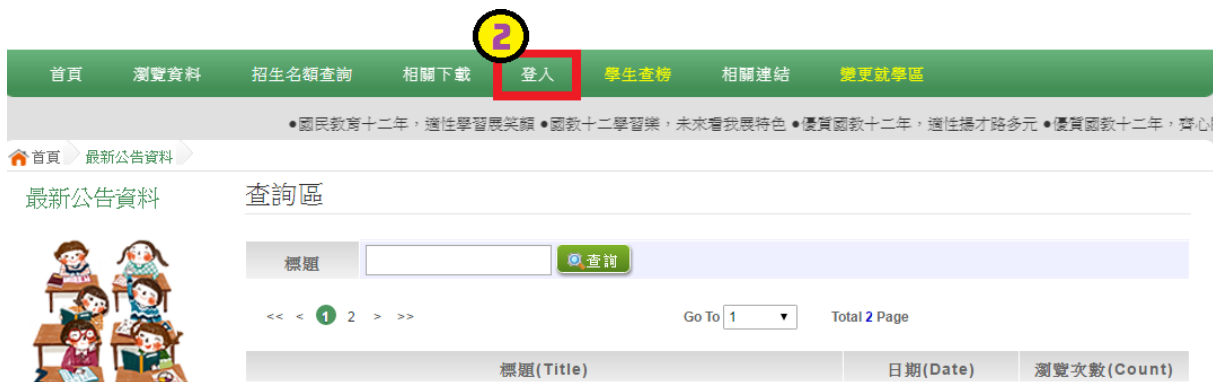 2
首頁 瀏覽資料 招生名額查詢 相關下載 登入 學生查榜 相關連結 變更就學區
●國民教育十二年，適性學習展笑顏 ●國教十二學習樂，未來看我展特色 ●優質國教十二年，適性揚才路多元 ●優質國教十二年，齊心
首頁 最新公告資料
最新公告資料
查詢區
標題 查詢
<< < 1 2 > >> Go To 1 Total 2 Page
標題(Title) 日期(Date) 瀏覽次數(Count)